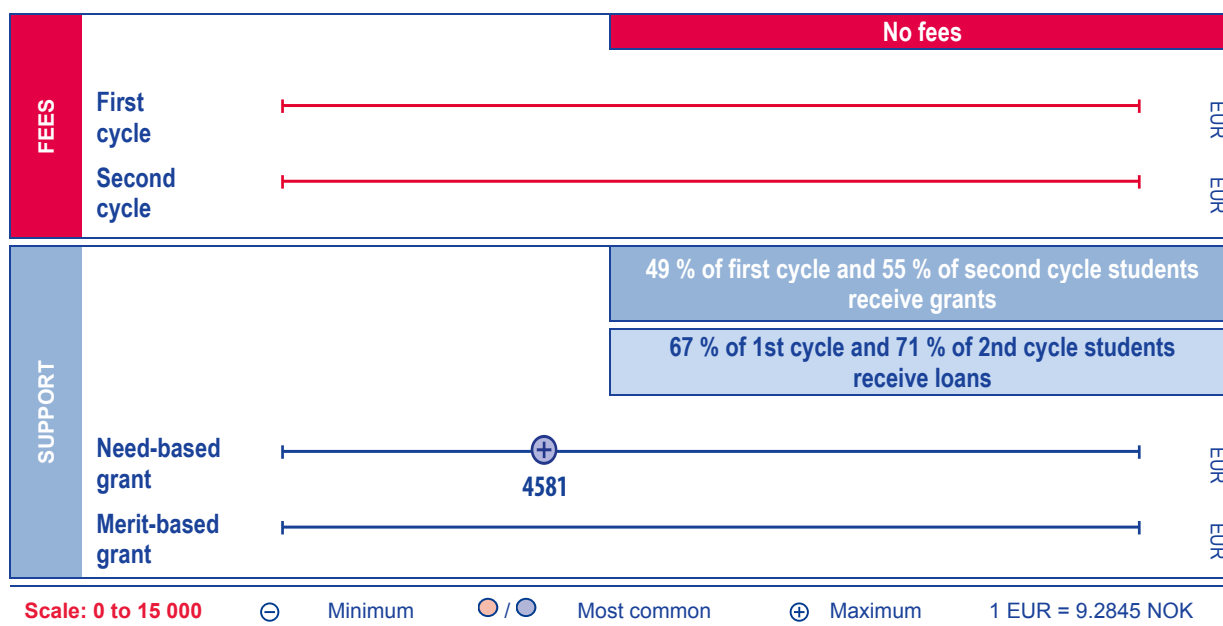 No fees
FEES
First
cycle
EUR
Second
cycle
EUR
SUPPORT
49 % of first cycle and 55 % of second cycle students
receive grants
67 % of 1st cycle and 71 % of 2nd cycle students
receive loans
Need-based
grant
4581
EUR
Merit-based
grant
EUR
Scale: 0 to 15 000 Minimum / Most common Maximum 1 EUR = 9.2845 NOK